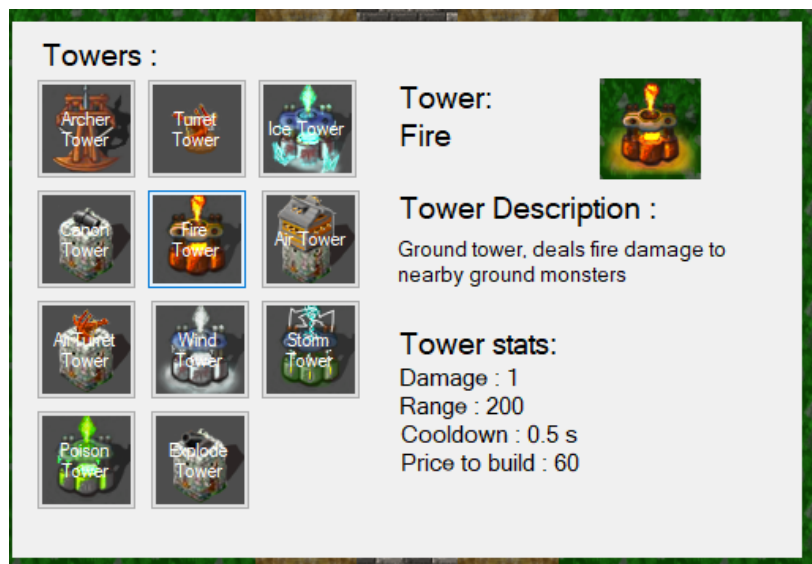 Towers :
Archer
Tower
Turret
Tower
Ice Tower
Canon
Tower
Fire
Tower
Air Tower
Air Turret
Tower
Wind
Tower
Storm
Tower
Poison
Tower
Explode
Tower
Tower:
Fire
Tower Description :
Ground tower, deals fire damage to
nearby ground monsters
Tower stats:
Damage : 1
Range : 200
Cooldown : 0.5 s
Price to build : 60